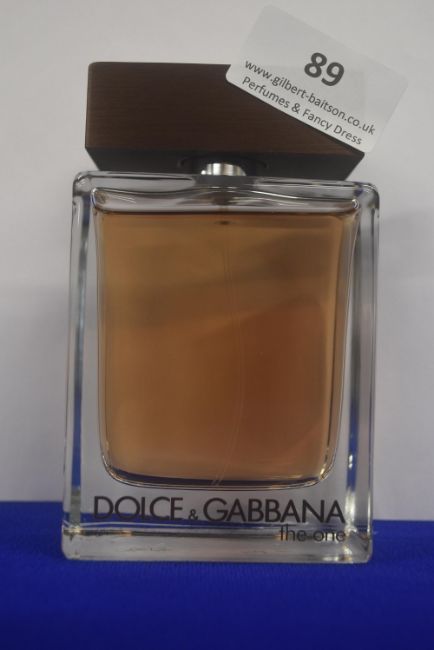 89
www.gilbert-baitson.co.uk
Perfumes & Fancy Dress
DOLCE & GABBANA
the one